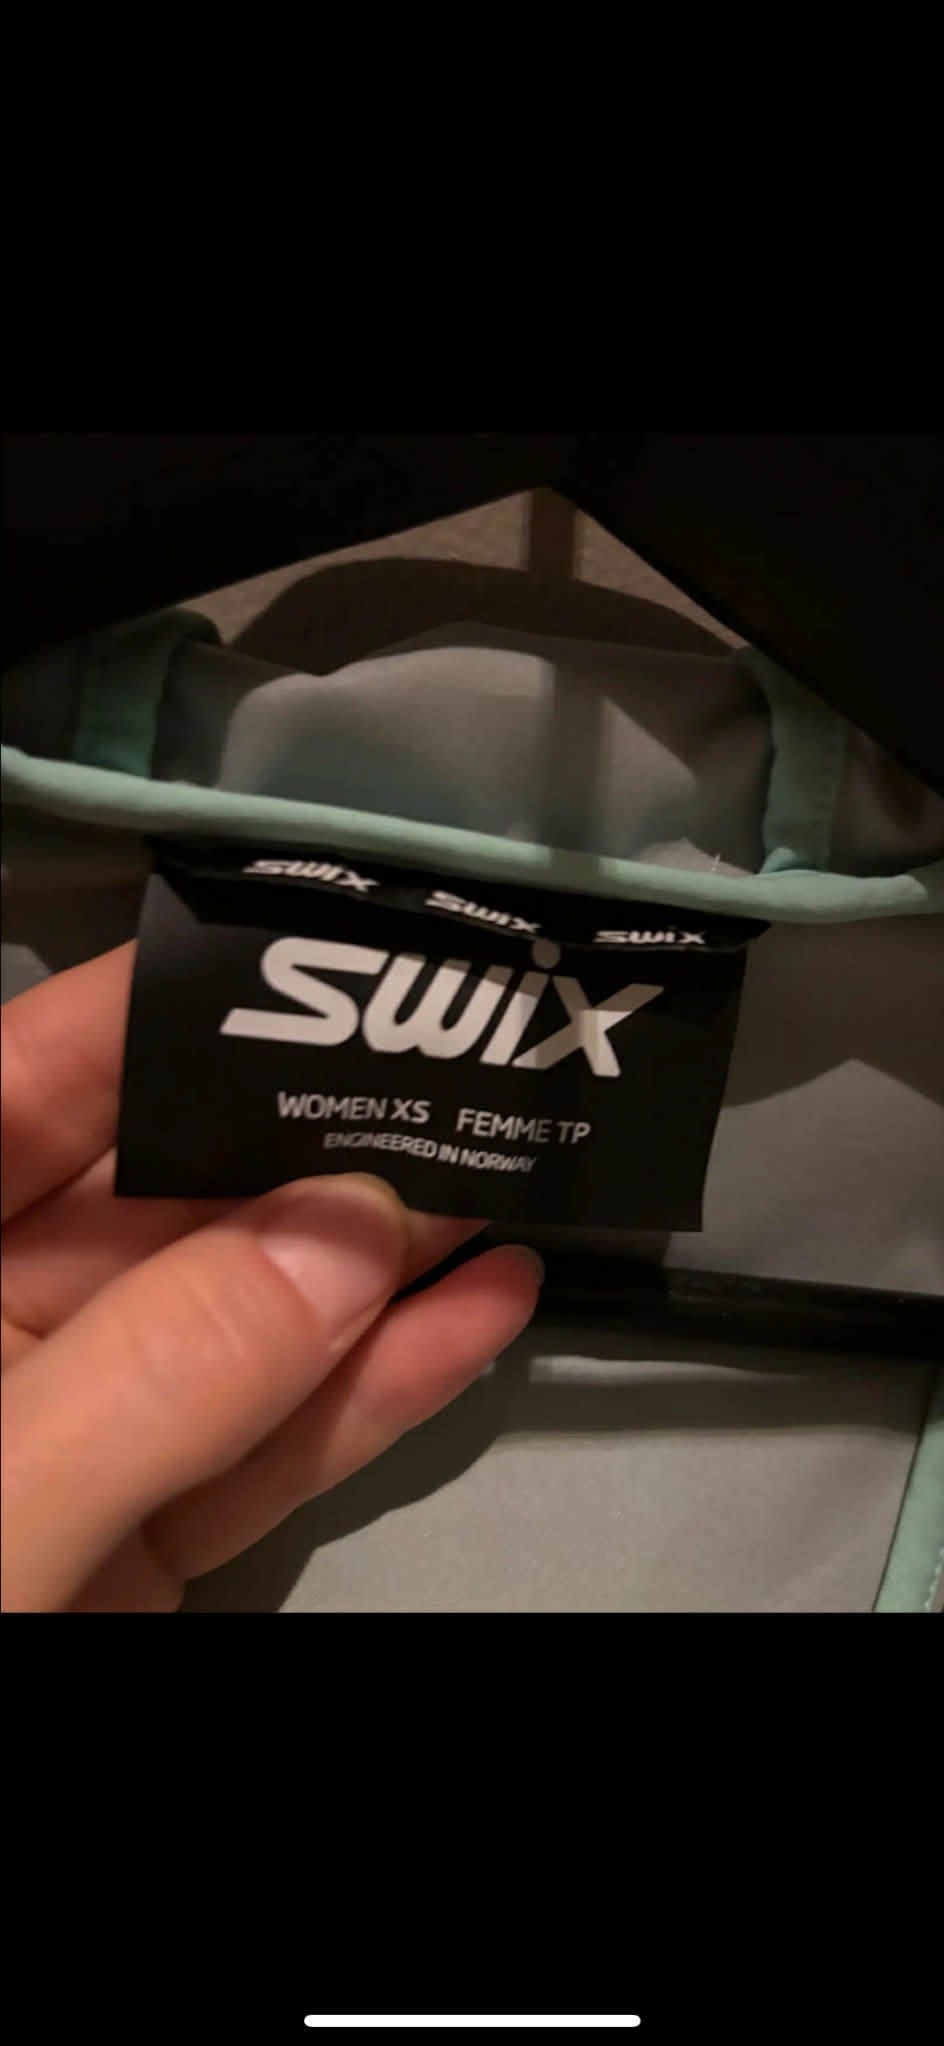 SWIX SWIX SWIX
SWIX
WOMEN XS FEMME TP
ENGINEERED IN NORWAY